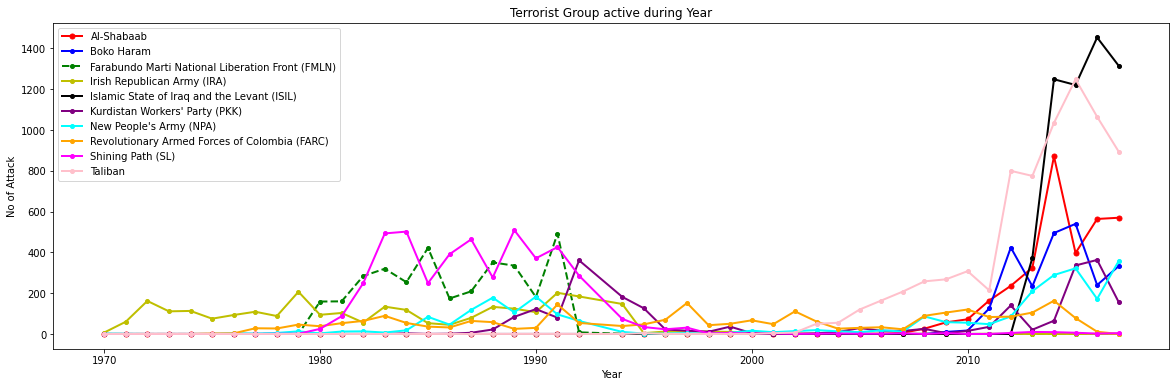 Terrorist Group active during Year
Al-Shabaab
Boko Haram
Farabundo Marti National Liberation Front (FMLN)
Irish Republican Army (IRA)
Islamic State of Iraq and the Levant (ISIL)
Kurdistan Workers' Party (PKK)
New People's Army (NPA)
Revolutionary Armed Forces of Colombia (FARC)
Shining Path (SL)
Taliban
No of Attack
1400
1200
1000
800
600
400
200
0
1970 1980 1990 2000 2010
Year